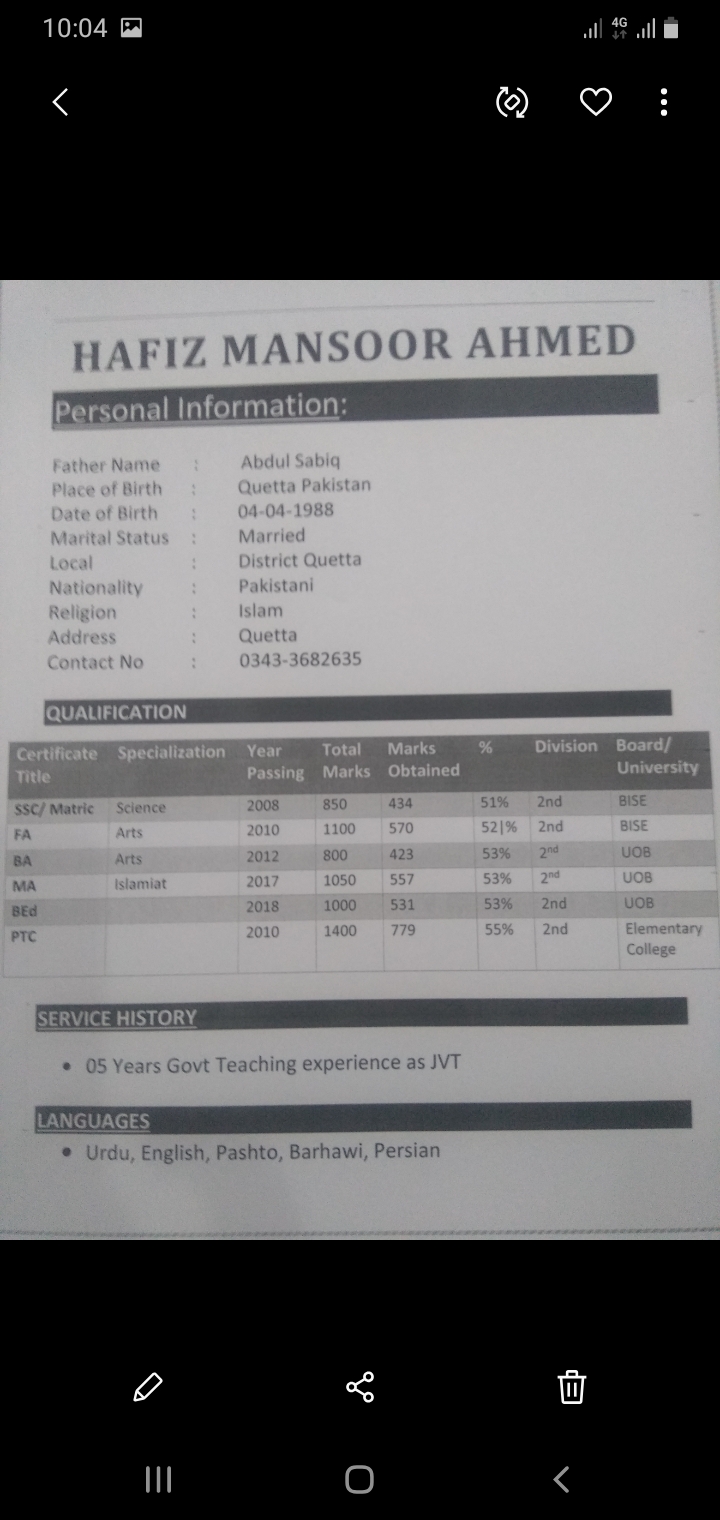 10:04
4G
HAFIZ MANSOOR AHMED
Personal Information:
Father Name : Abdul Sabiq
Place of Birth : Quetta Pakistan
Date of Birth : 04-04-1988
Marital Status : Married
Local : District Quetta
Nationality : Pakistani
Religion : Islam
Address : Quetta
Contact No : 0343-3682635
QUALIFICATION
Certificate Title Specialization Year Passing Total Marks Marks Obtained % Division Board/ University
SSC/ Matric Science 2008 850 434 51% 2nd BISE
FA Arts 2010 1100 570 52|% 2nd BISE
BA Arts 2012 800 423 53% 2nd UOB
MA Islamiat 2017 1050 557 53% 2nd UOB
BEd 2018 1000 531 53% 2nd UOB
PTC 2010 1400 779 55% 2nd Elementary College
SERVICE HISTORY
• 05 Years Govt Teaching experience as JVT
LANGUAGES
• Urdu, English, Pashto, Barhawi, Persian